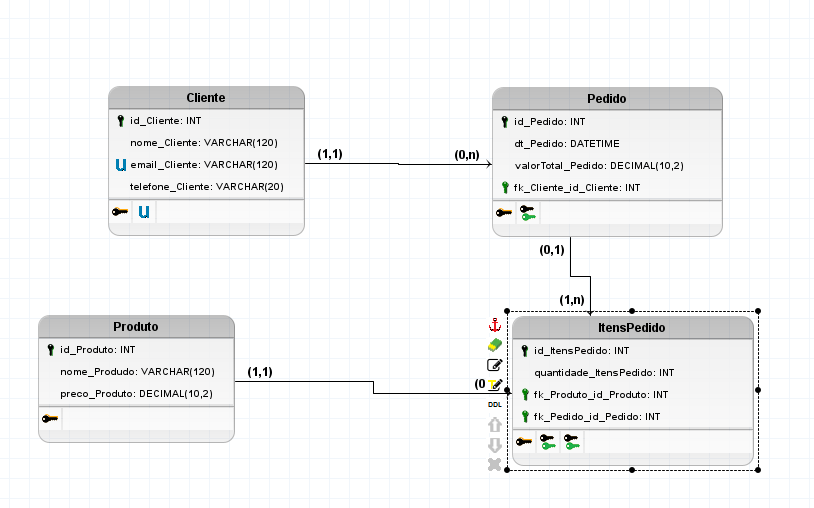 Cliente
id_Cliente: INT
nome_Cliente: VARCHAR(120)
email_Cliente: VARCHAR(120)
telefone_Cliente: VARCHAR(20)
(1,1)
(0,n)
Pedido
id_Pedido: INT
dt_Pedido: DATETIME
valorTotal_Pedido: DECIMAL(10,2)
fk_Cliente_id_Cliente: INT
(0,1)
(1,n)
Produto
id_Produto: INT
nome_Produdo: VARCHAR(120)
preco_Produto: DECIMAL(10,2)
(1,1)
(0
DDL
ItensPedido
id_ItensPedido: INT
quantidade_ItensPedido: INT
fk_Produto_id_Produto: INT
fk_Pedido_id_Pedido: INT